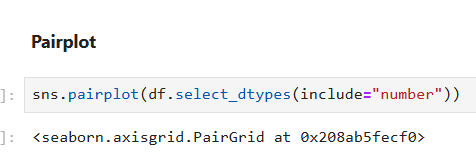 Pairplot
]: sns.pairplot(df.select_dtypes(include="number"))
]: <seaborn.axisgrid.PairGrid at 0x208ab5fecf0>